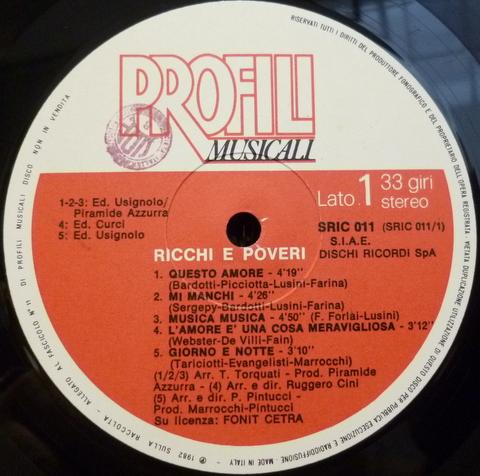 PROFILI
MUSICALI
1-2-3: Ed. Usignolo/
Piramide Azzurra
4: Ed. Curci
5: Ed. Usignolo
Lato 1
33 giri
stereo
SRIC 011 (SRIC 011/1)
S.I.A.E.
DISCHI RICORDI SpA
RICCHI E POVERI
1. QUESTO AMORE - 4'19"
(Bardotti-Picciotta-Lusini-Farina)
2. MI MANCHI - 4'26"
(Sergepy-Bardotti-Lusini-Farina)
3. MUSICA MUSICA - 4'50" (F. Forlai-Lusini)
4. L'AMORE E' UNA COSA MERAVIGLIOSA - 3'12"
(Webster-De Villi-Fain)
5. GIORNO E NOTTE - 3'10"
(Tariciotti-Evangelisti-Marrocchi)
(1/2/3) Arr. T. Torquati - Prod. Piramide
Azzurra - (4) Arr. e dir. Ruggero Cini
(5) Arr. e dir. P. Pintucci -
Prod. Marrocchi-Pintucci
Su licenza: FONIT CETRA
RISERVATI TUTTI I DIRITTI DEL PRODUTTORE FONOGRAFICO E DEL PROPRIETARIO DELL'OPERA REGISTRATA VIETATA DUPLICAZIONE UTILIZZAZIONE DI QUESTO DISCO PER PUBBLICA ESECUZIONE E RADIODIFFUSIONE. MADE IN ITALY - ℗ 1982 SULLA RACCOLTA - ALLEGATO AL FASCICOLO N° 11 DI PROFILI MUSICALI DISCO NON IN VENDITA